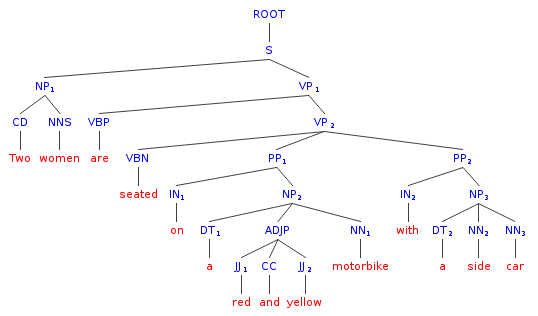 ROOT
S
NP1 VP1
CD NNS VBP VP2
Two women are VBN PP1 PP2
seated IN1 NP2 IN2 NP3
on DT1 ADJP NN1 with DT2 NN2 NN3
a JJ1 CC JJ2 motorbike a side car
red and yellow